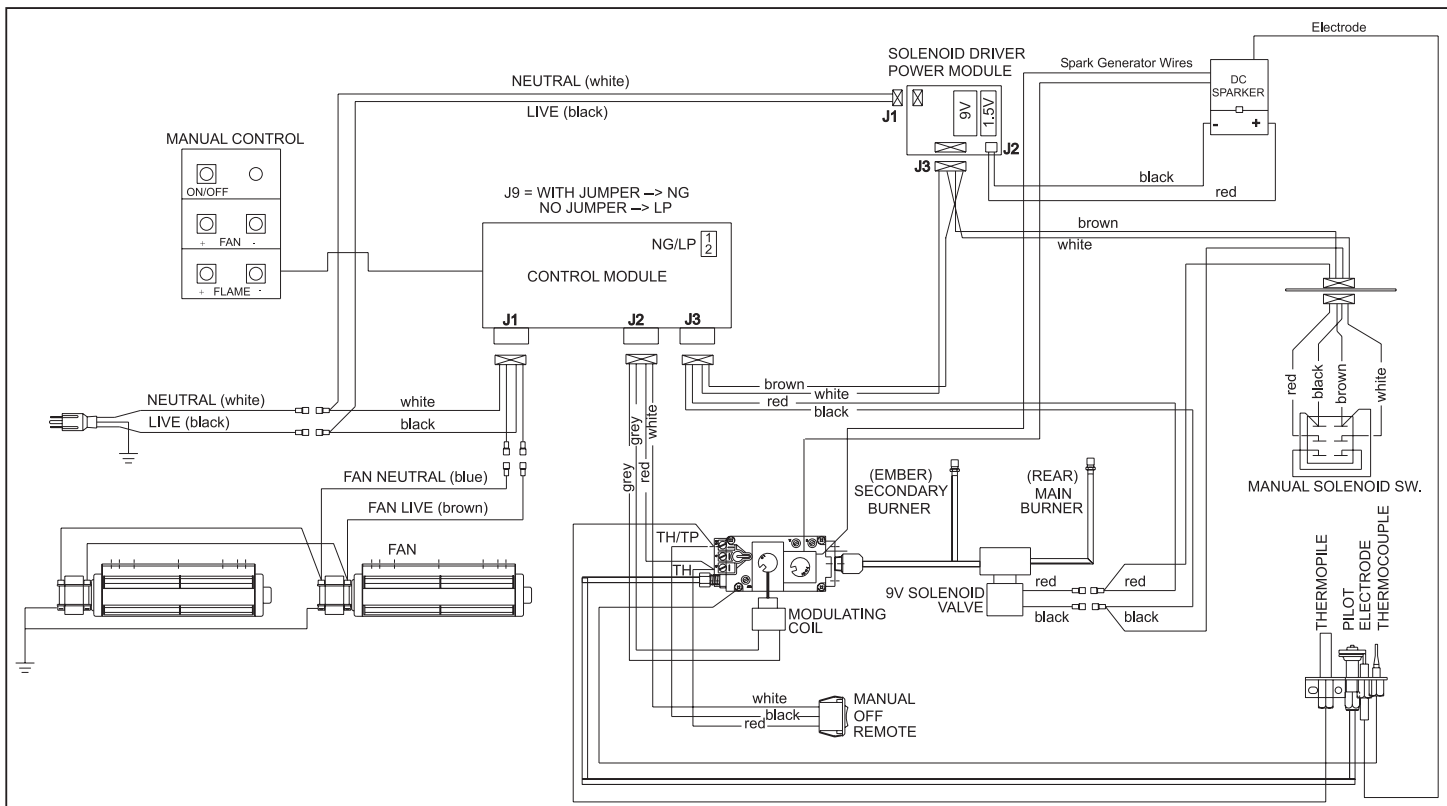 Electrode
SOLENOID DRIVER
POWER MODULE
Spark Generator Wires
DC
SPARKER
- +
NEUTRAL (white)
LIVE (black)
J1
9V
1.5V
J2
J3
black
red
MANUAL CONTROL
ON/OFF
+ FAN -
+ FLAME -
J9 = WITH JUMPER –> NG
NO JUMPER –> LP
NG/LP
1
2
CONTROL MODULE
J1
J2
J3
brown
white
brown
white
red
black
NEUTRAL (white)
LIVE (black)
white
black
grey
grey
red
white
red
black
brown
white
MANUAL SOLENOID SW.
FAN NEUTRAL (blue)
FAN LIVE (brown)
FAN
(EMBER)
SECONDARY
BURNER
(REAR)
MAIN
BURNER
TH/TP
TH
MODULATING
COIL
9V SOLENOID
VALVE
red
red
black
black
THERMOPILE
PILOT
ELECTRODE
THERMOCOUPLE
white
black
red
MANUAL
OFF
REMOTE